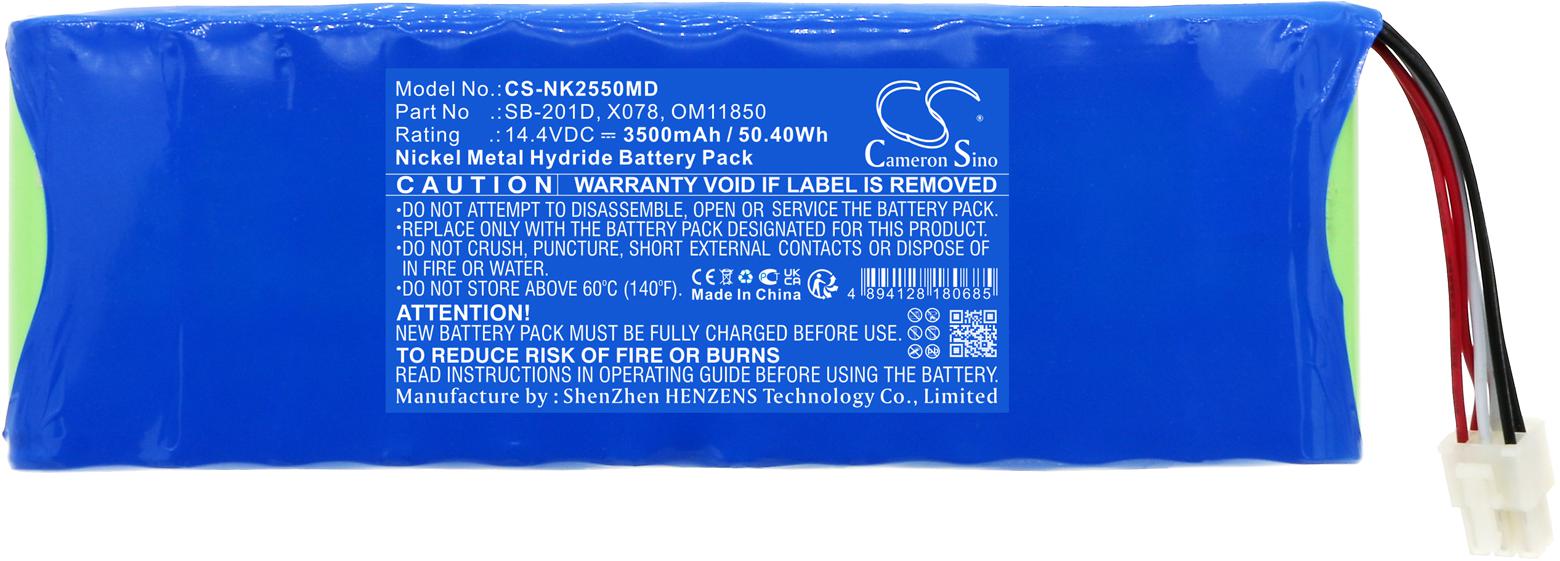 Model No.:CS-NK2550MD
Part No .:SB-201D, X078, OM11850
Rating .:14.4VDC ⎓ 3500mAh / 50.40Wh
Nickel Metal Hydride Battery Pack
CS ®
Cameron Sino
CAUTION WARRANTY VOID IF LABEL IS REMOVED
•DO NOT ATTEMPT TO DISASSEMBLE, OPEN OR SERVICE THE BATTERY PACK.
•REPLACE ONLY WITH THE BATTERY PACK DESIGNATED FOR THIS PRODUCT.
•DO NOT CRUSH, PUNCTURE, SHORT EXTERNAL CONTACTS OR DISPOSE OF
IN FIRE OR WATER.
•DO NOT STORE ABOVE 60°C (140°F).
CE UK CA
Made In China
4 894128 180685
ATTENTION!
NEW BATTERY PACK MUST BE FULLY CHARGED BEFORE USE.
TO REDUCE RISK OF FIRE OR BURNS
READ INSTRUCTIONS IN OPERATING GUIDE BEFORE USING THE BATTERY.
Manufacture by : ShenZhen HENZENS Technology Co., Limited